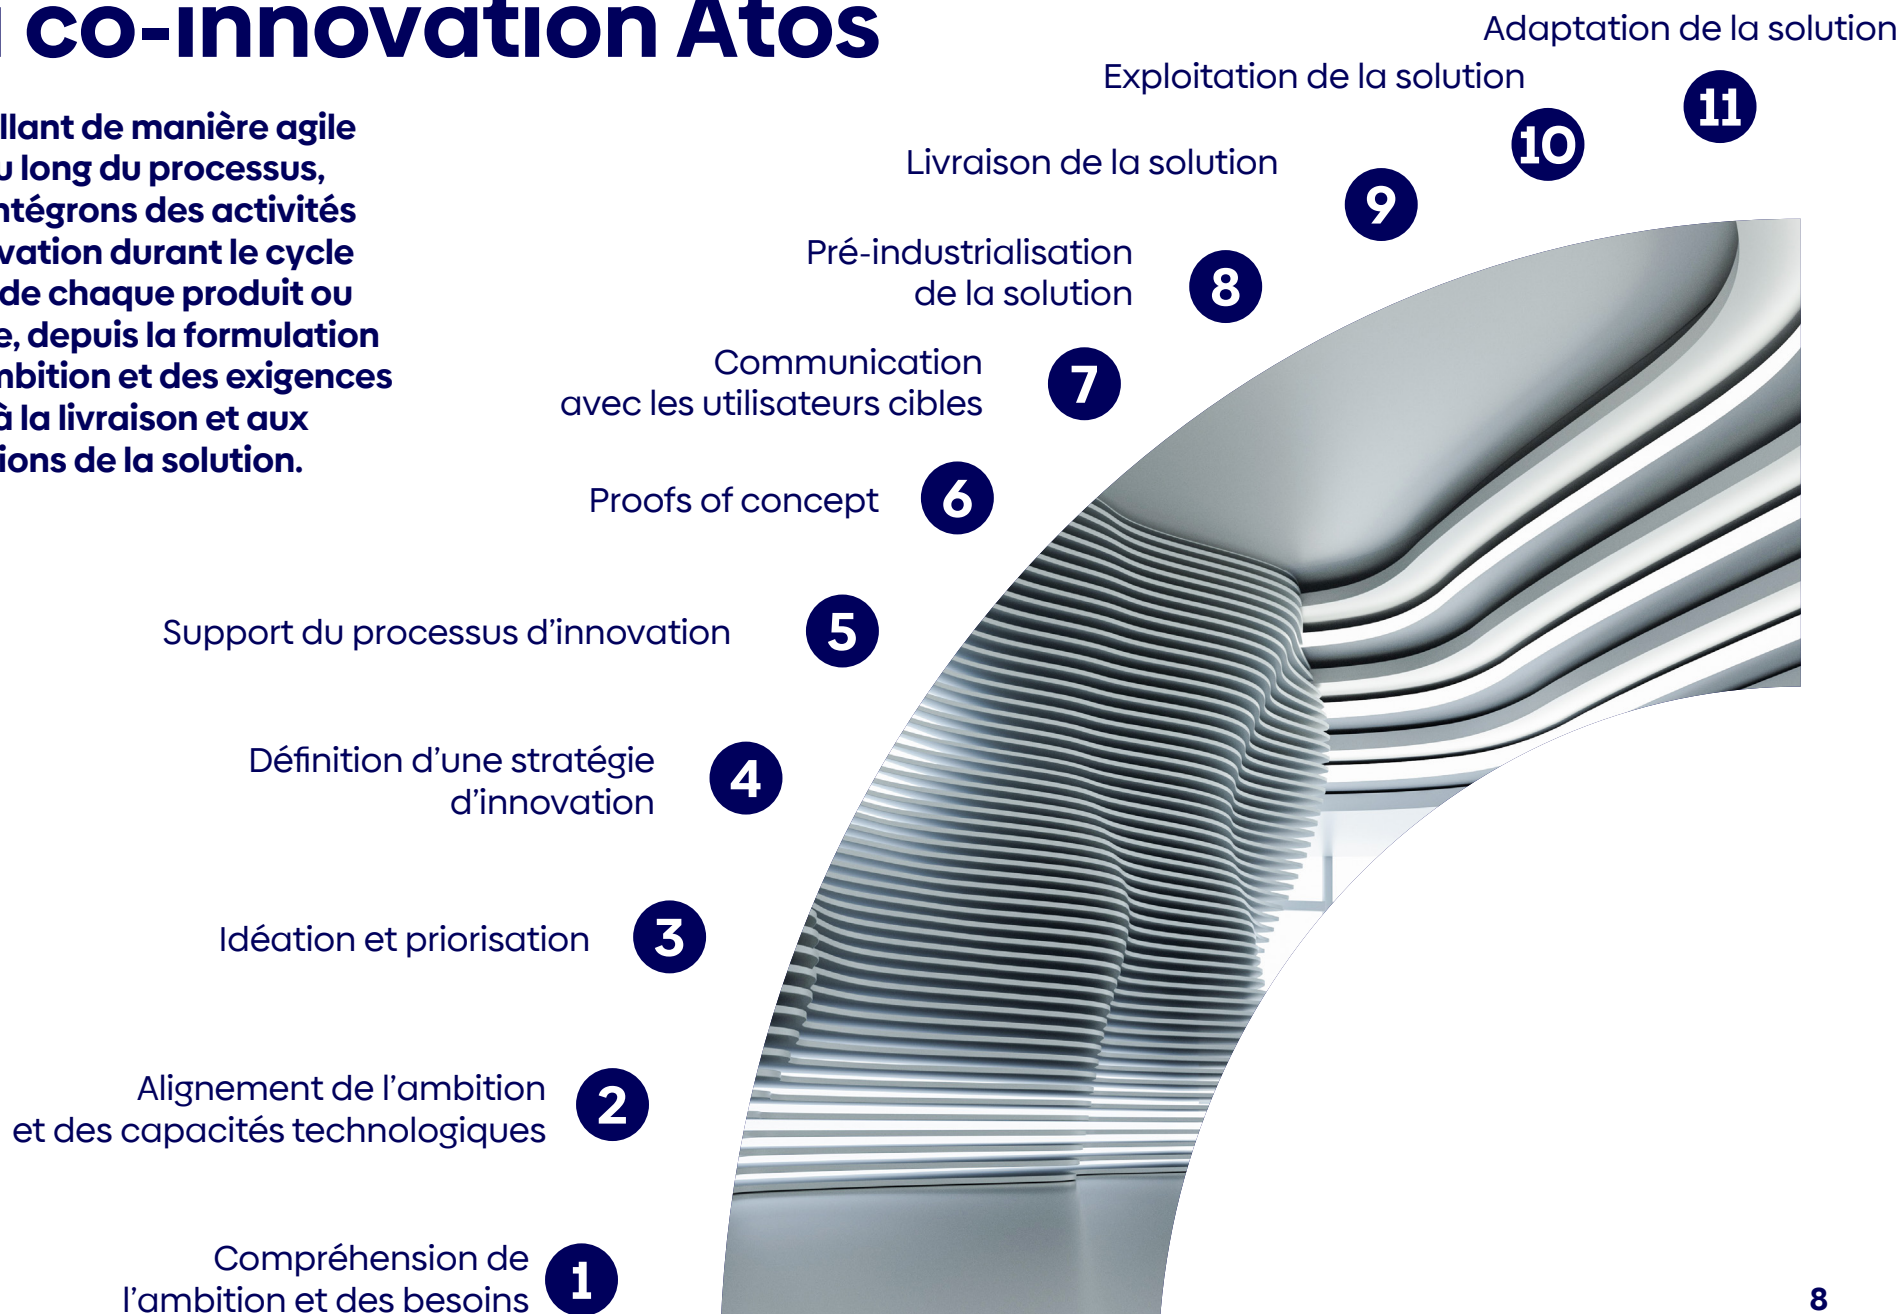 co-innovation Atos
llant de manière agile
u long du processus,
ntégrons des activités
vation durant le cycle
de chaque produit ou
e, depuis la formulation
mbition et des exigences
à la livraison et aux
ions de la solution.
Adaptation de la solution
11
Exploitation de la solution
10
Livraison de la solution
9
Pré-industrialisation
de la solution
8
Communication
avec les utilisateurs cibles
7
Proofs of concept
6
Support du processus d’innovation
5
Définition d’une stratégie
d’innovation
4
Idéation et priorisation
3
Alignement de l’ambition
et des capacités technologiques
2
Compréhension de
l’ambition et des besoins
1
8